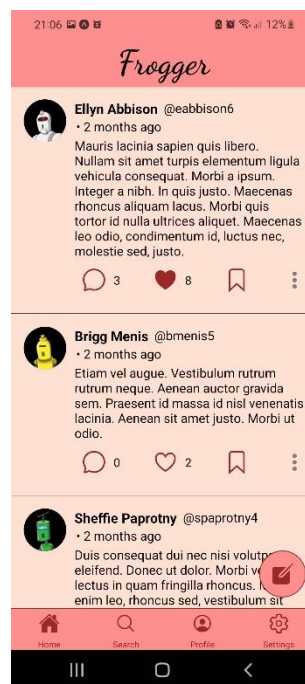 21:06 12%
Frogger
Ellyn Abbison @eabbison6
• 2 months ago
Mauris lacinia sapien quis libero.
Nullam sit amet turpis elementum ligula
vehicula consequat. Morbi a ipsum.
Integer a nibh. In quis justo. Maecenas
rhoncus aliquam lacus. Morbi quis
tortor id nulla ultrices aliquet. Maecenas
leo odio, condimentum id, luctus nec,
molestie sed, justo.
3 8
Brigg Menis @bmenis5
• 2 months ago
Etiam vel augue. Vestibulum rutrum
rutrum neque. Aenean auctor gravida
sem. Praesent id massa id nisl venenatis
lacinia. Aenean sit amet justo. Morbi ut
odio.
0 2
Sheffie Paprotny @spaprotny4
• 2 months ago
Duis consequat dui nec nisi
eleifend. Donec ut dolor. Morbi
lectus in quam fringilla rhoncus.
enim leo, rhoncus sed, vestibulum sit
Home Search Profile Settings